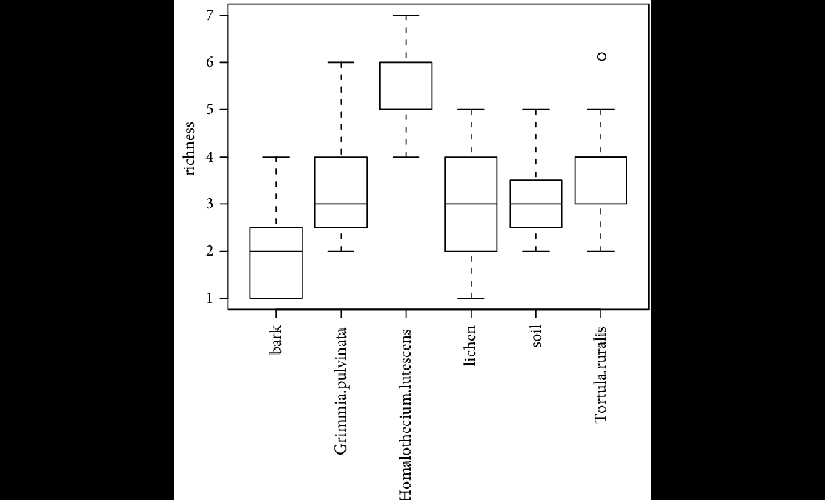 richness
7
6
5
4
3
2
1
bark
Grimmia.pulvinata
Homalothecium.lutescens
lichen
soil
Tortula.ruralis